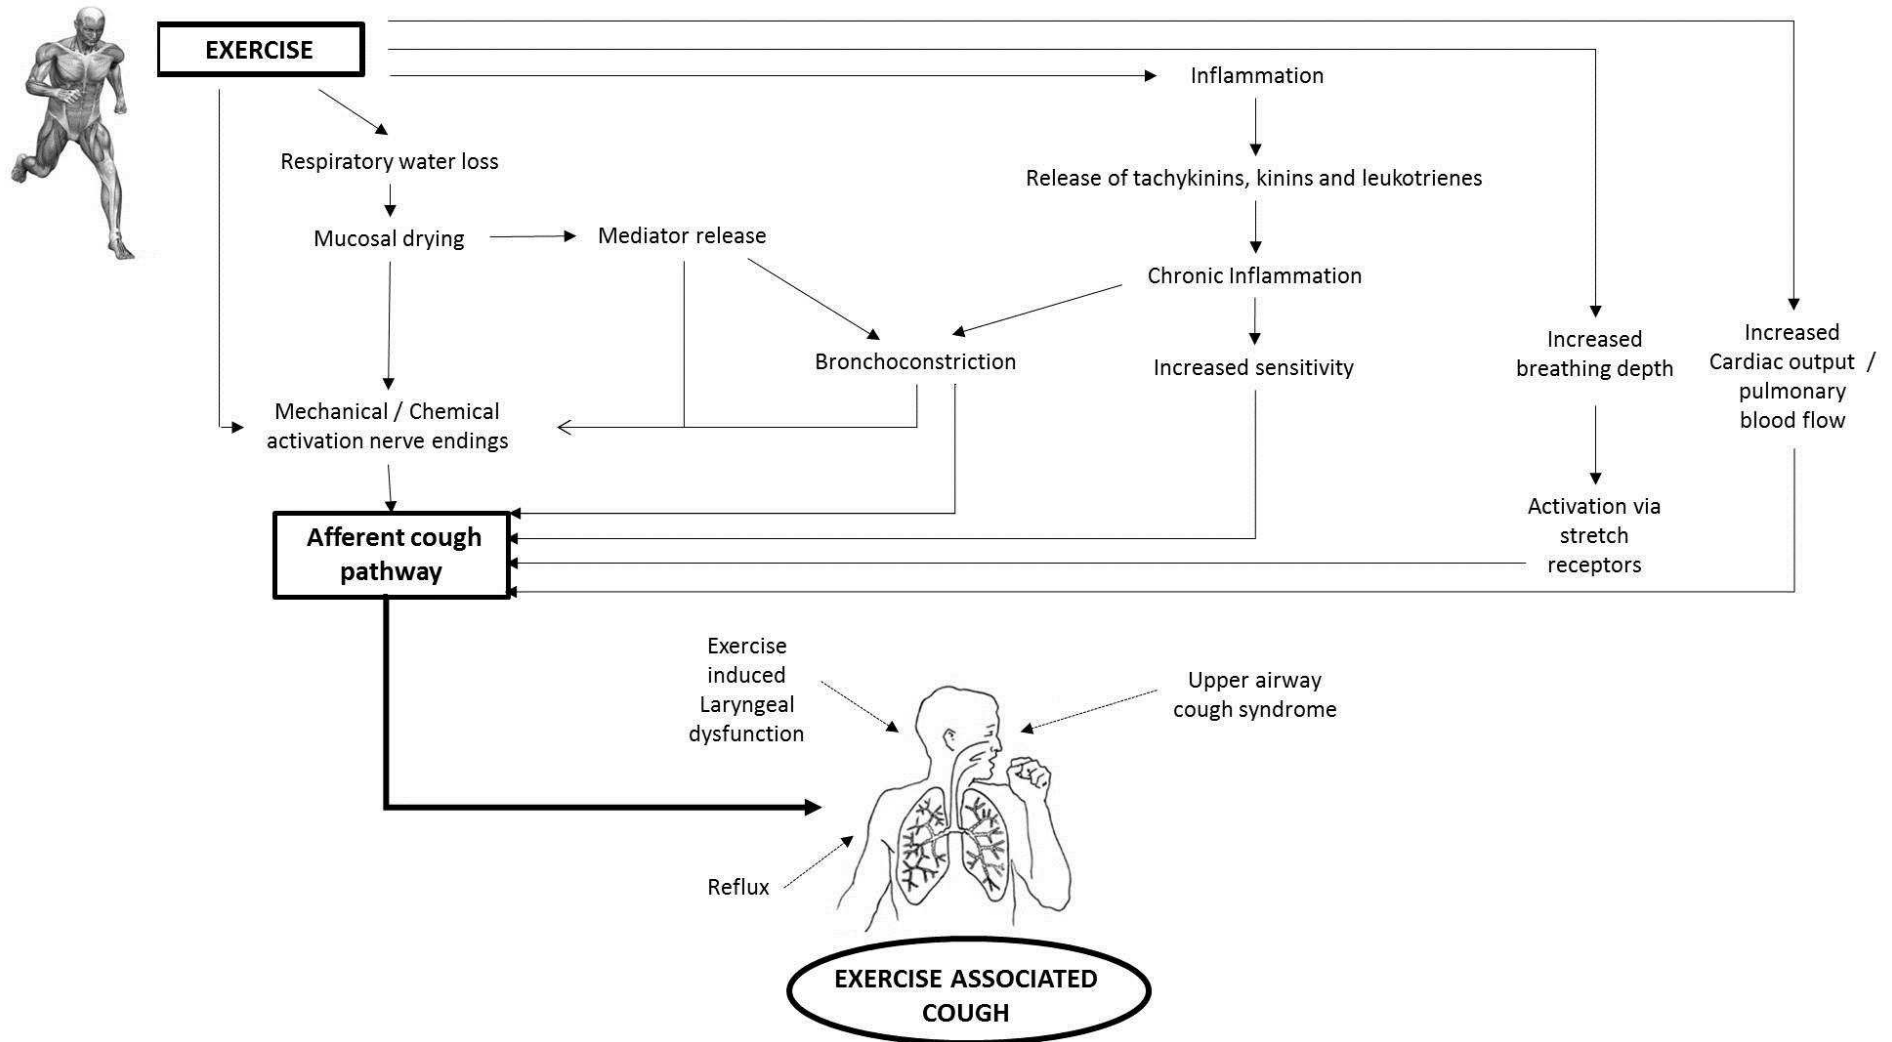 EXERCISE
Inflammation
Respiratory water loss
Release of tachykinins, kinins and leukotrienes
Mucosal drying
Mediator release
Chronic Inflammation
Bronchoconstriction
Increased sensitivity
Increased
breathing depth
Increased
Cardiac output /
pulmonary
blood flow
Mechanical / Chemical
activation nerve endings
Activation via
stretch
receptors
Afferent cough
pathway
Exercise
induced
Laryngeal
dysfunction
Upper airway
cough syndrome
Reflux
EXERCISE ASSOCIATED
COUGH